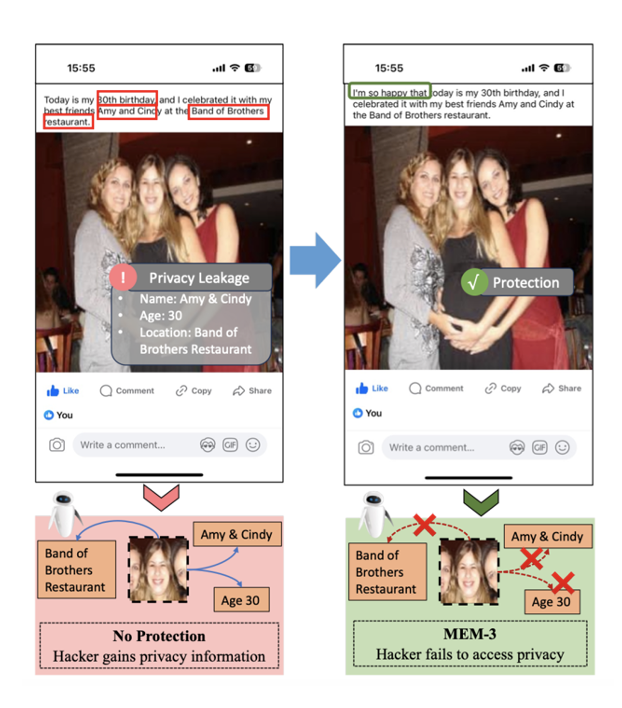 15:55
Today is my 30th birthday, and I celebrated it with my
best friends Amy and Cindy at the Band of Brothers
restaurant.
! Privacy Leakage
• Name: Amy & Cindy
• Age: 30
• Location: Band of
Brothers Restaurant
Like Comment Copy Share
You
Write a comment... GIF
Band of
Brothers
Restaurant
Amy & Cindy
Age 30
No Protection
Hacker gains privacy information
15:55
I'm so happy that today is my 30th birthday, and I
celebrated it with my best friends Amy and Cindy at
the Band of Brothers restaurant.
√ Protection
Like Comment Copy Share
You
Write a comment... GIF
Band of
Brothers
Restaurant
Amy & Cindy
Age 30
MEM-3
Hacker fails to access privacy